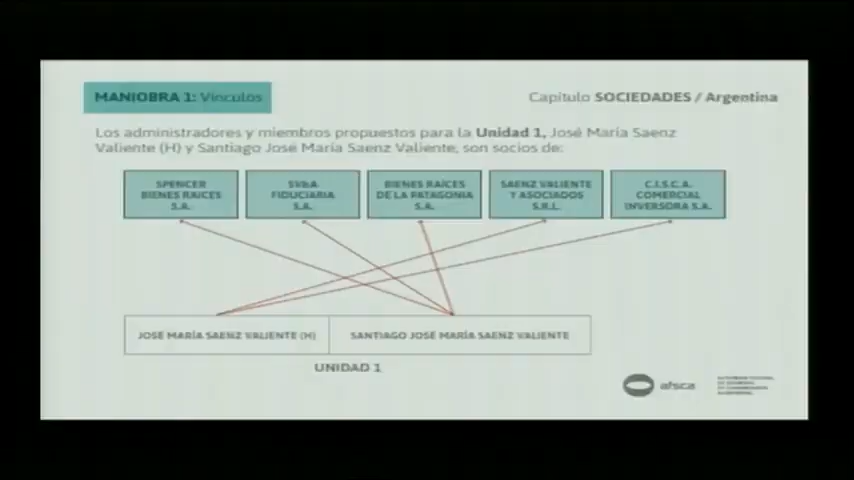 MANIOBRA 1: Vínculos
Capítulo SOCIEDADES / Argentina
Los administradores y miembros propuestos para la Unidad 1, José María Saenz
Valiente (H) y Santiago José María Saenz Valiente, son socios de:
SPENCER
BIENES RAICES
S.A.
SV&A
FIDUCIARIA
S.A.
BIENES RAÍCES
DE LA PATAGONIA
S.A.
SAENZ VALIENTE
Y ASOCIADOS
S.R.L.
C.I.S.C.A.
COMERCIAL
INVERSORA S.A.
JOSÉ MARÍA SAENZ VALIENTE (H)
SANTIAGO JOSÉ MARÍA SAENZ VALIENTE
UNIDAD 1
afsca